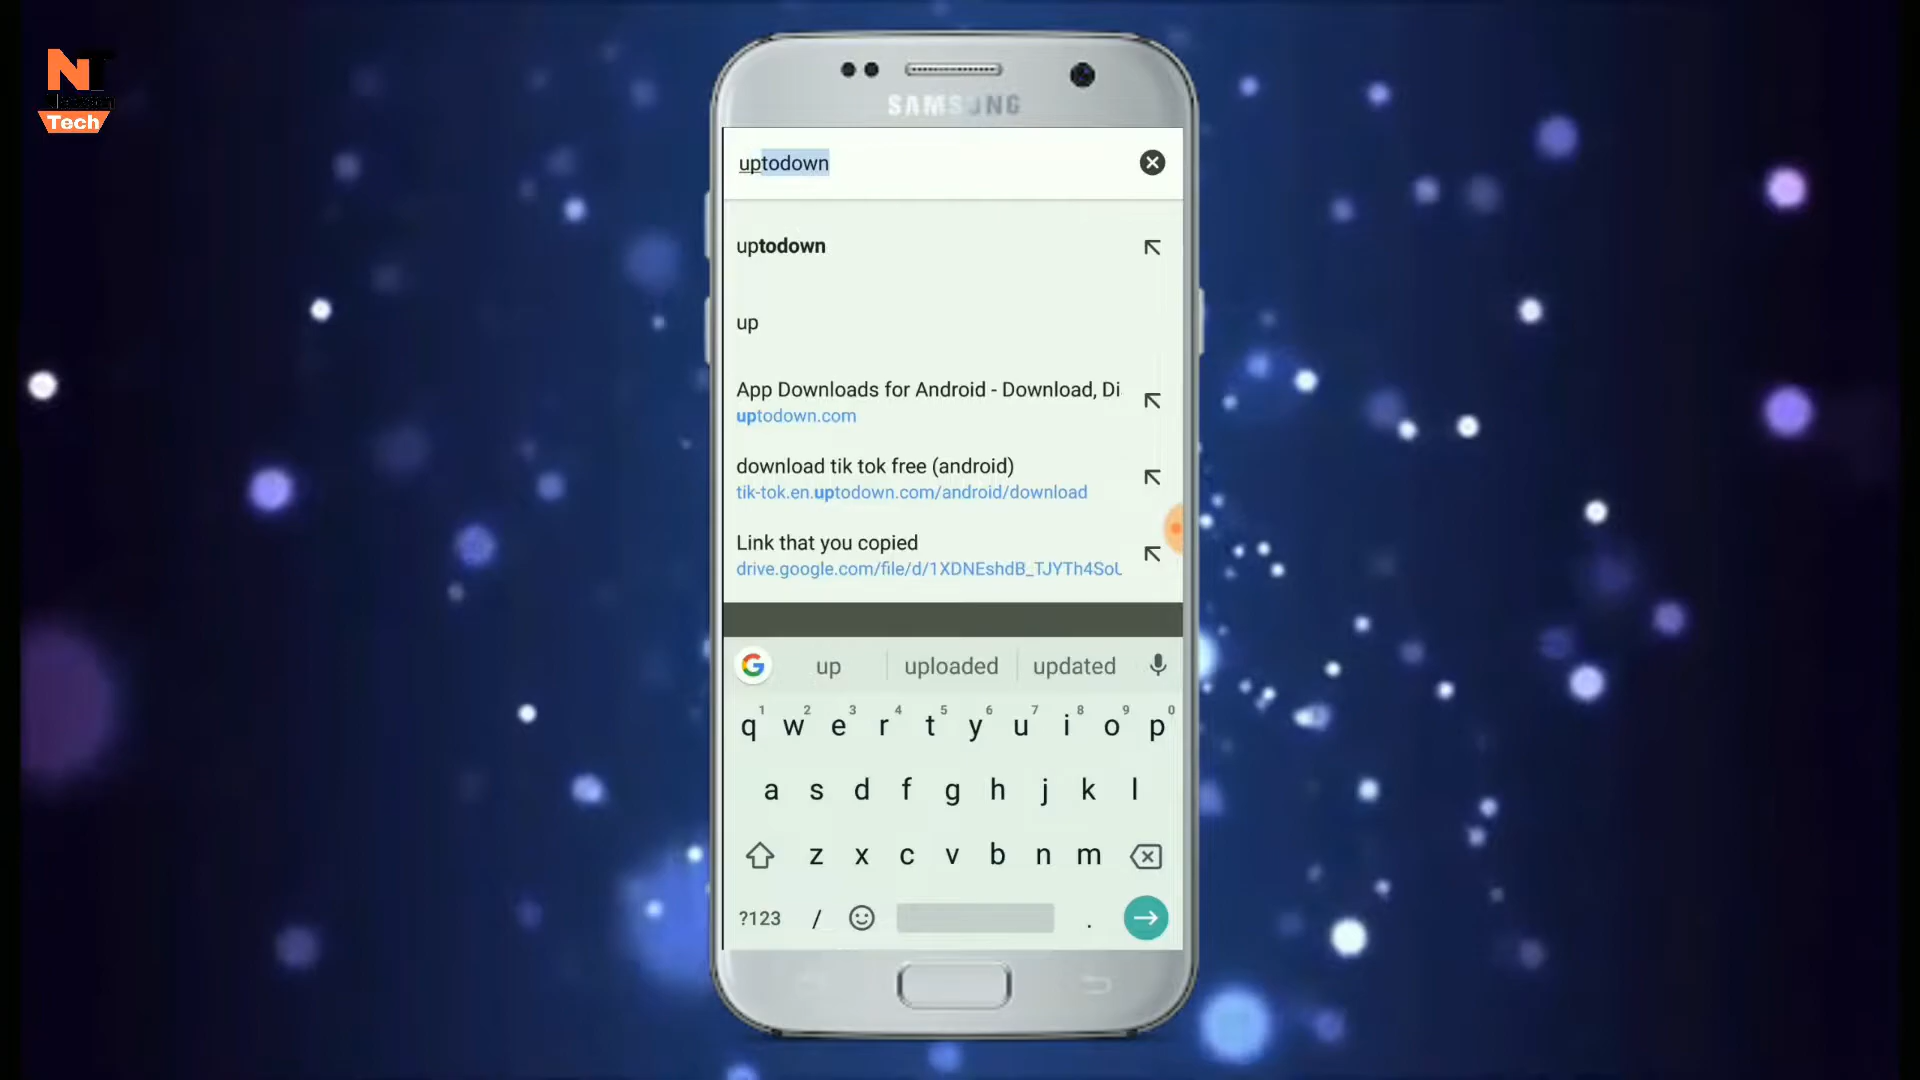 NT
Tech
SAMSUNG
uptodown
uptodown
up
App Downloads for Android - Download, Di
uptodown.com
download tik tok free (android)
tik-tok.en.uptodown.com/android/download
Link that you copied
drive.google.com/file/d/1XDNEshdB_TJYTh4SoU
G up uploaded updated
1 2 3 4 5 6 7 8 9 0
q w e r t y u i o p
a s d f g h j k l
z x c v b n m
?123 / .